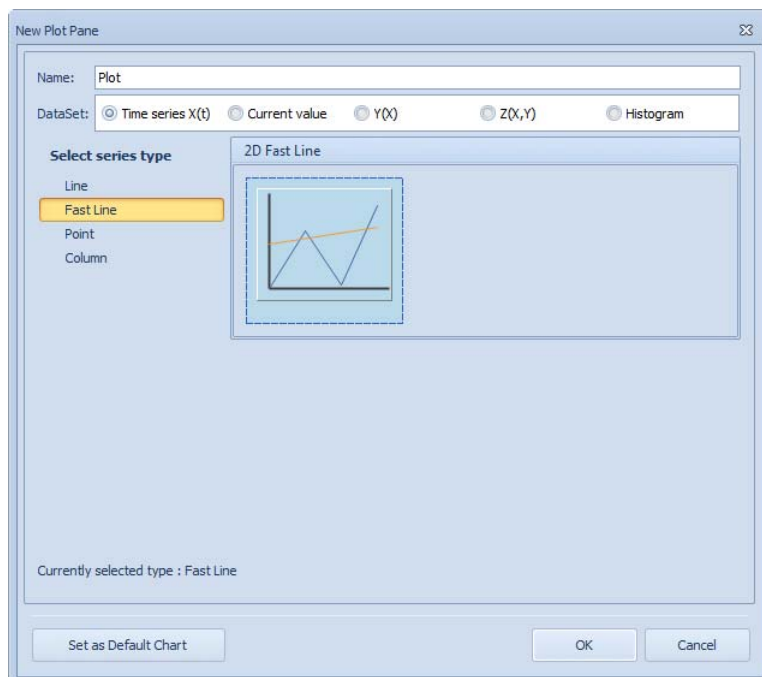 New Plot Pane
Name: Plot
DataSet: Time series X(t) Current value Y(X) Z(X,Y) Histogram
Select series type
2D Fast Line
Line
Fast Line
Point
Column
Currently selected type : Fast Line
Set as Default Chart OK Cancel